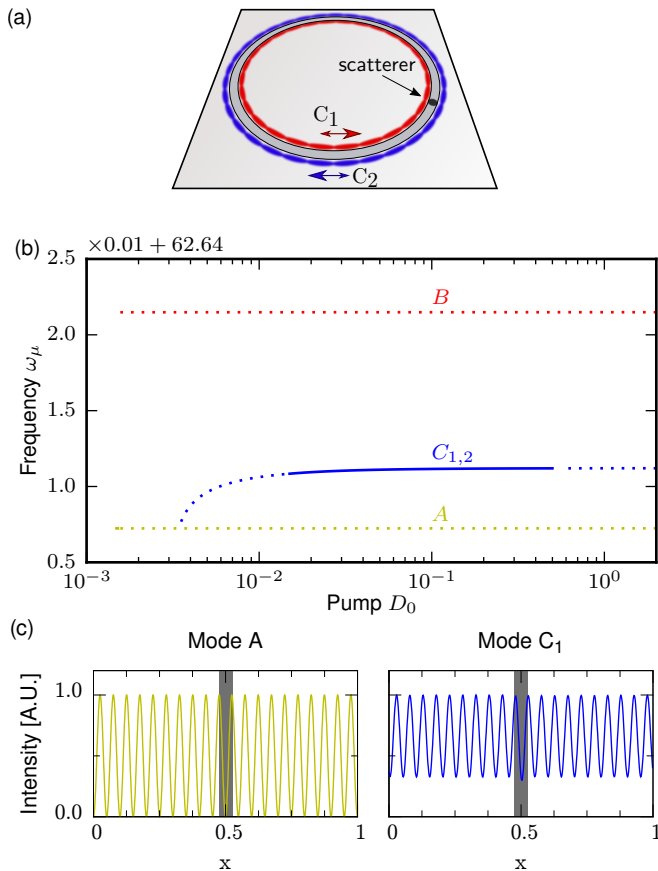 (a)
scatterer
C₁
C₂
(b)
×0.01 + 62.64
2.5
2.0
1.5
1.0
0.5
Frequency ω_μ
B
C₁,₂
A
10⁻³
10⁻²
10⁻¹
10⁰
Pump D₀
(c)
Mode A
Mode C₁
Intensity [A.U.]
1.0
0.0
0
0.5
1
0
0.5
1
x
x